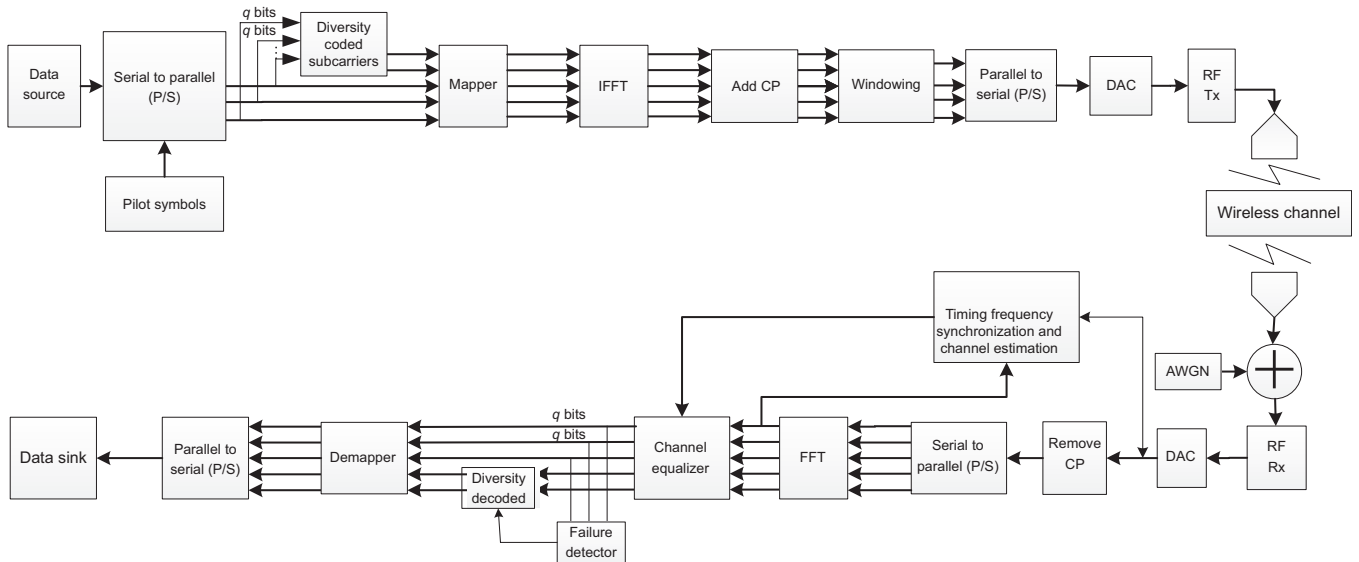 q bits
q bits
Diversity
coded
subcarriers
Data
source
Serial to parallel
(P/S)
Mapper
IFFT
Add CP
Windowing
Parallel to
serial (P/S)
DAC
RF
Tx
Pilot symbols
Wireless channel
Timing frequency
synchronization and
channel estimation
AWGN
RF
Rx
DAC
Remove
CP
Serial to
parallel (P/S)
FFT
Channel
equalizer
q bits
q bits
Diversity
decoded
Failure
detector
Demapper
Parallel to
serial (P/S)
Data sink